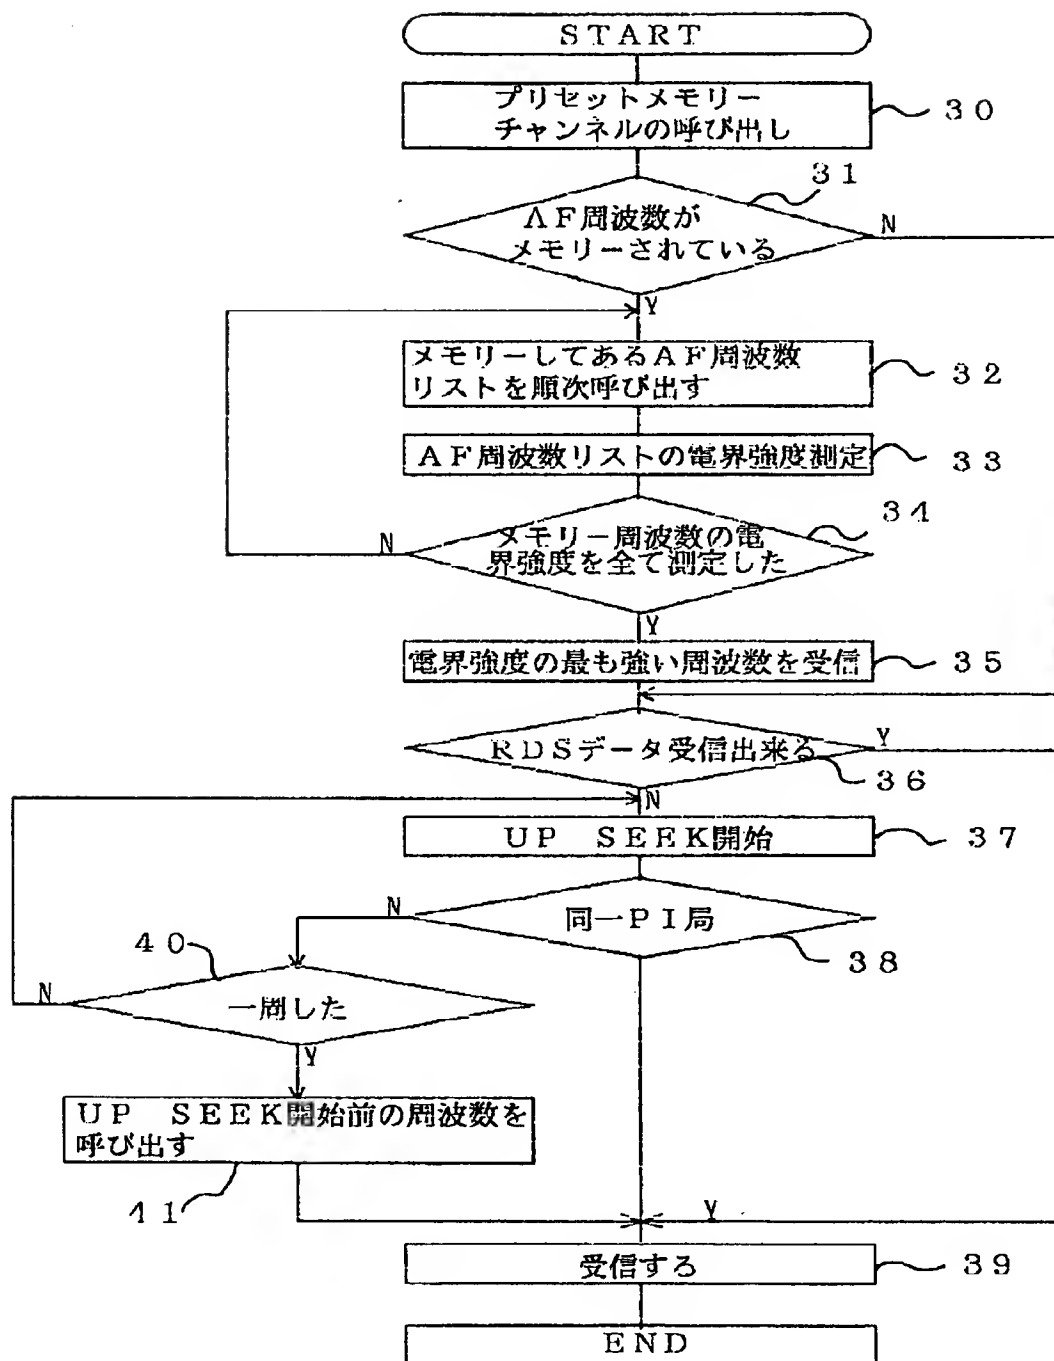 START
プリセットメモリー
チャンネルの呼び出し
30
31
AF周波数が
メモリーされている
N
Y
メモリーしてあるAF周波数
リストを順次呼び出す
32
AF周波数リストの電界強度測定
33
34
メモリー周波数の電
界強度を全て測定した
N
Y
電界強度の最も強い周波数を受信
35
RDSデータ受信出来る
Y
36
N
UP SEEK開始
37
N
同一PI局
38
40
N
一周した
Y
UP SEEK開始前の周波数を
呼び出す
41
Y
受信する
39
END